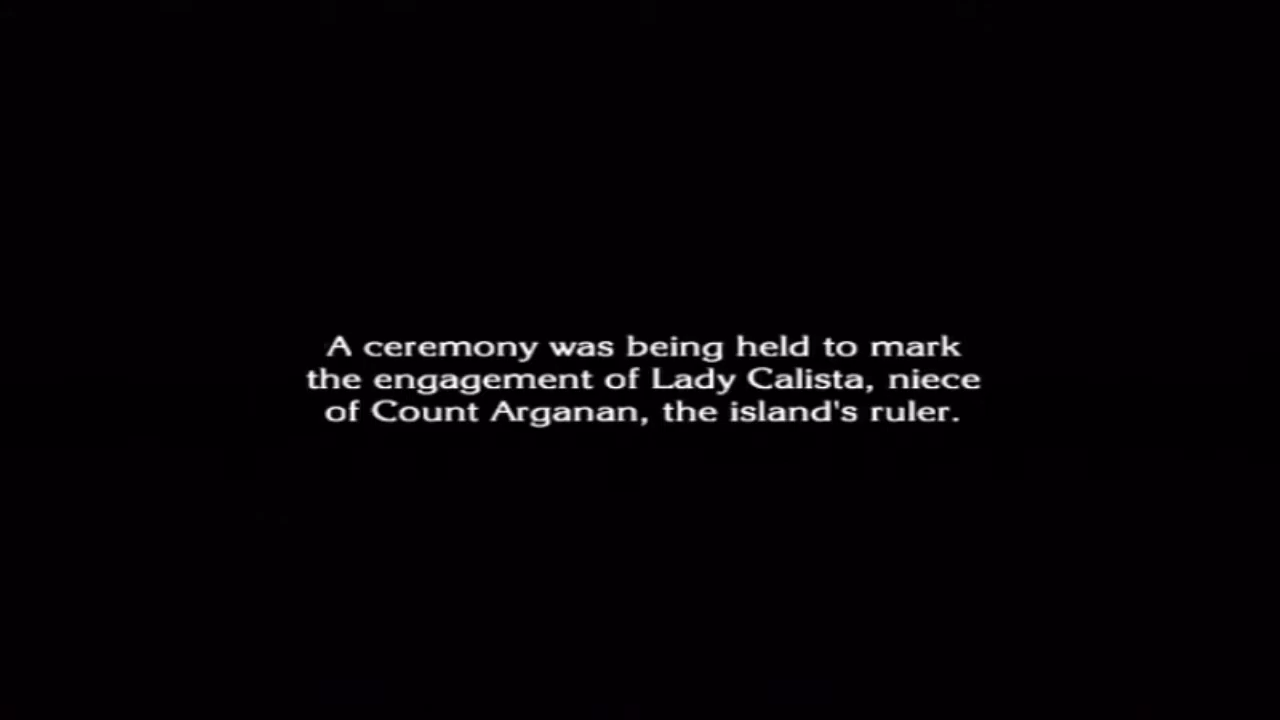 A ceremony was being held to mark
the engagement of Lady Calista, niece
of Count Arganan, the island's ruler.